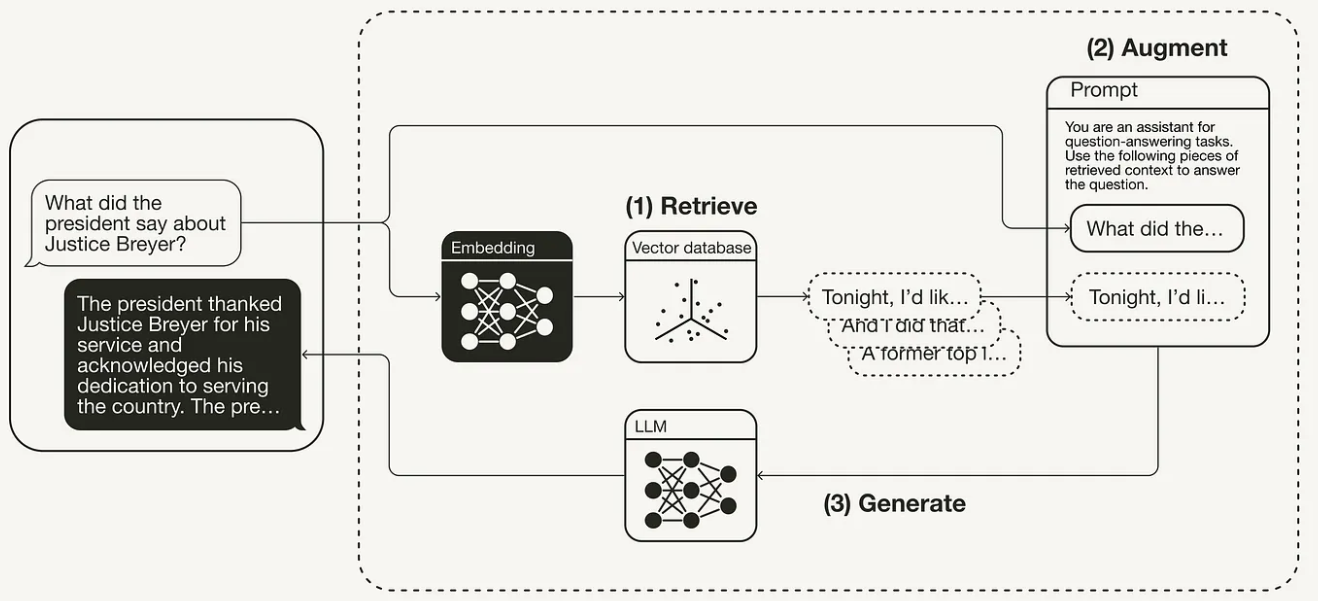 (2) Augment
Prompt
You are an assistant for
question-answering tasks.
Use the following pieces of
retrieved context to answer
the question.
What did the
president say about
Justice Breyer?
(1) Retrieve
What did the...
Embedding
Vector database
The president thanked
Justice Breyer for his
service and
acknowledged his
dedication to serving
the country. The pre...
Tonight, I'd lik...
And I did that...
A former top l...
Tonight, I'd li...
LLM
(3) Generate